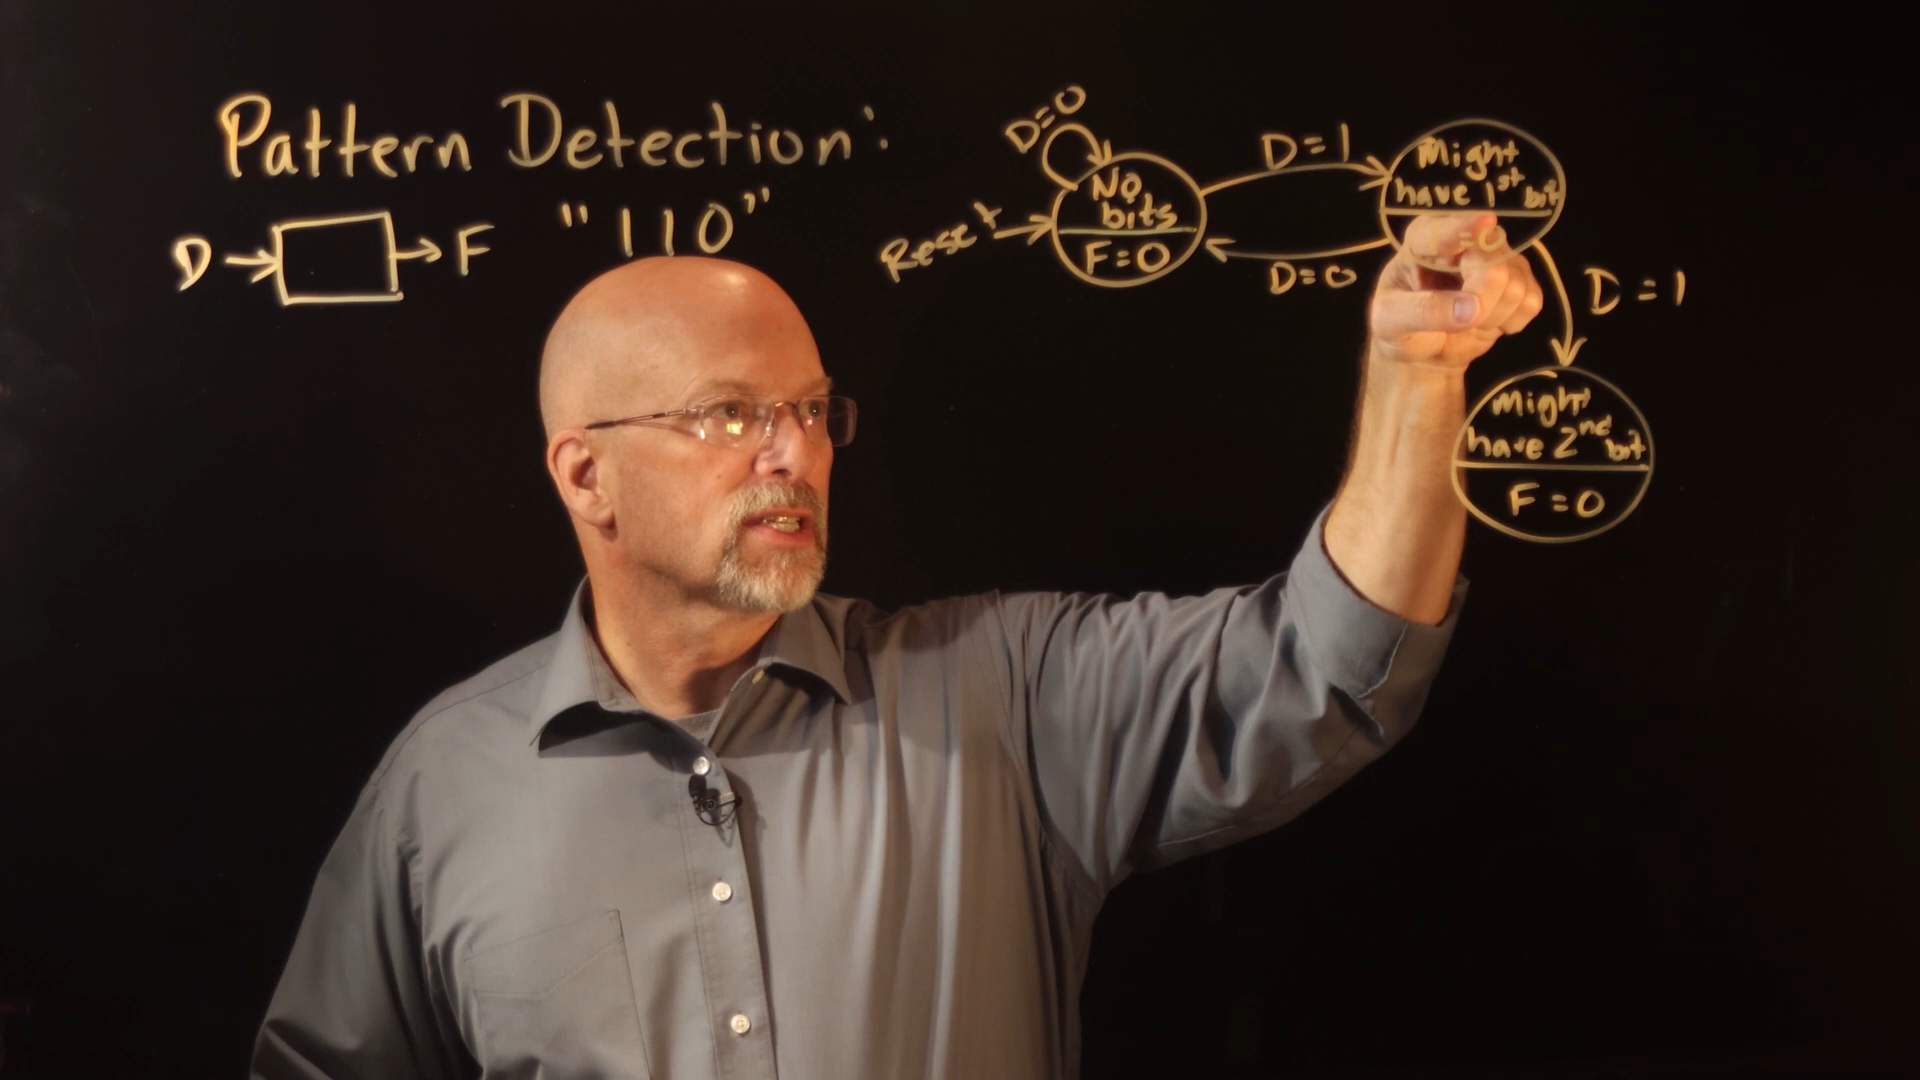 Pattern Detection:
D
F
"110"
Reset
D=0
No
bits
F=0
D=1
D=0
Might
have 1st bit
=0
D=1
Might
have 2nd bit
F=0